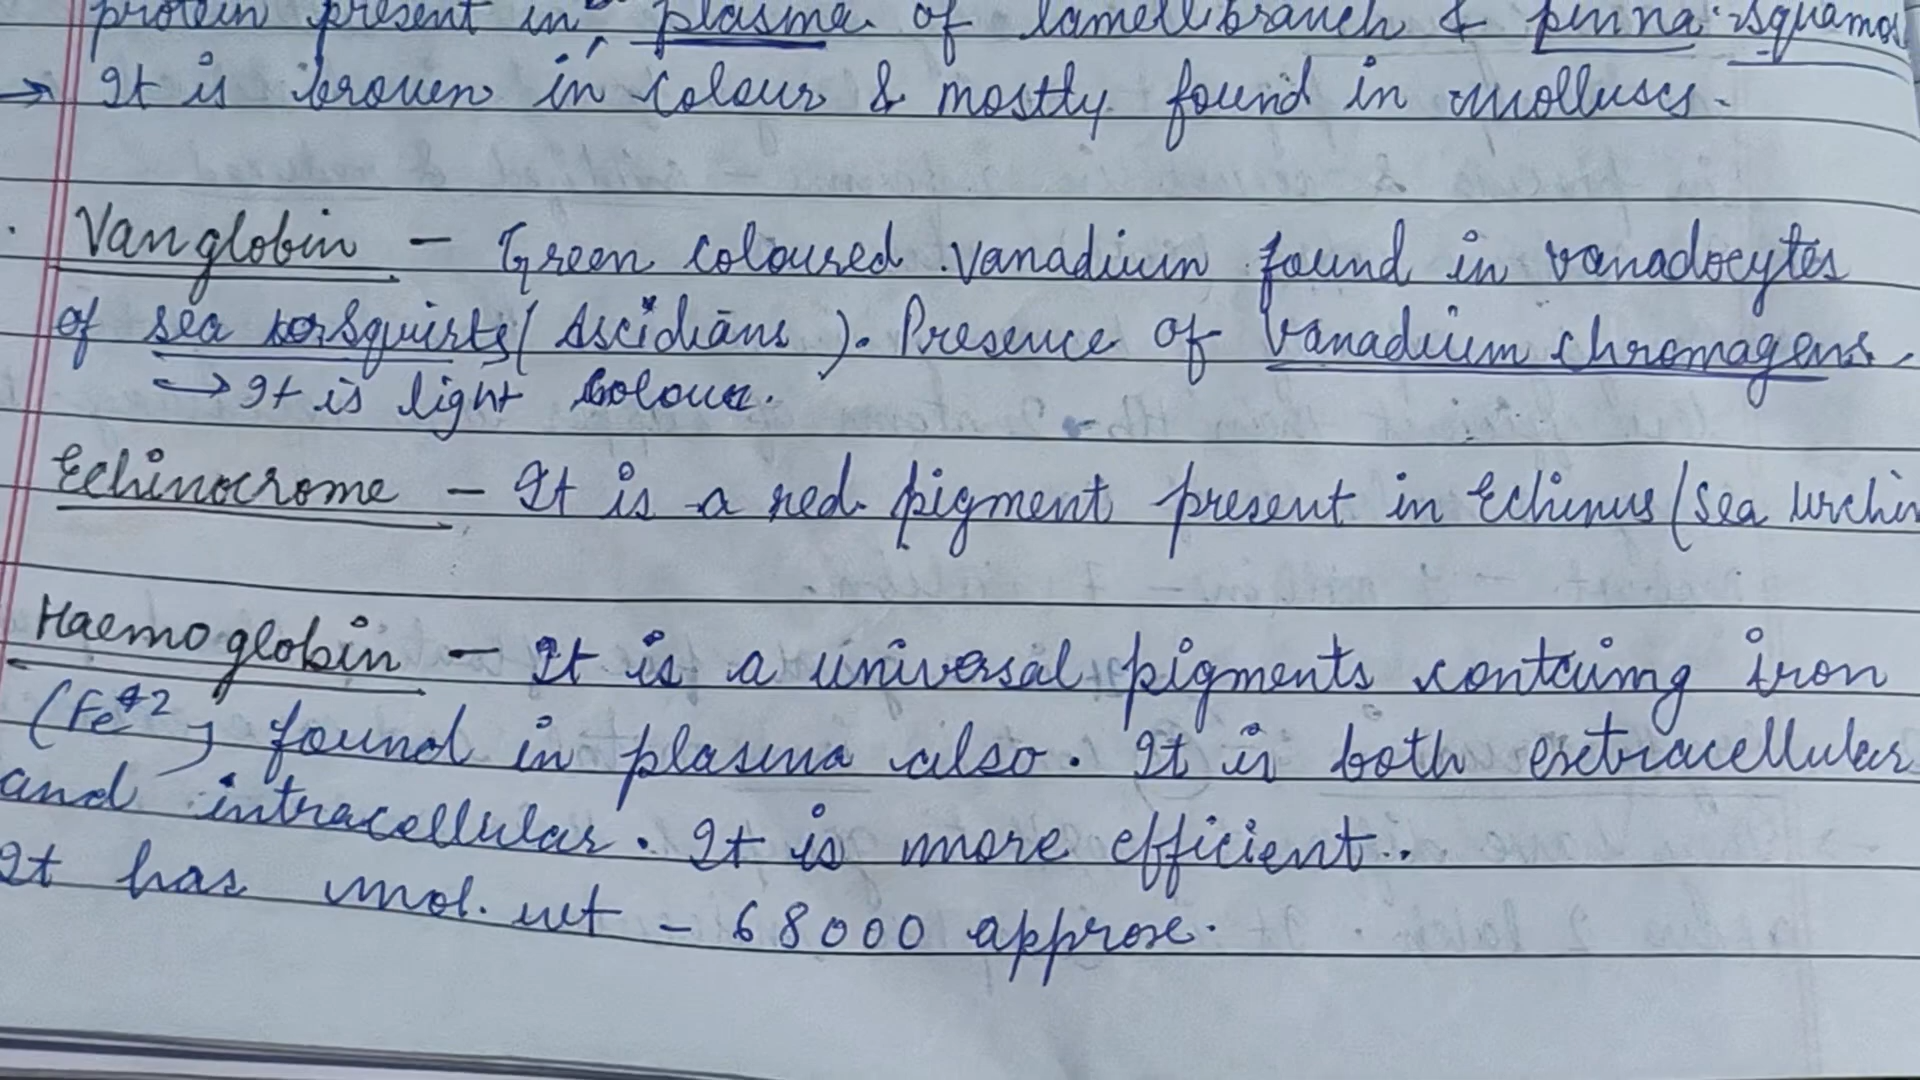 protein present in plasma of lamellibranch & pinna squamos
→ It is brown in colour & mostly found in molluscs.
Vanglobin - Green coloured vanadium found in vanadocytes
of sea squirts (Ascidians). Presence of Vanadium chromagens.
→ It is light colour.
Echinocrome - It is a red pigment present in Echinus (Sea Urchin
Haemoglobin - It is a universal pigments containing iron
(Fe+2) found in plasma also. It is both extracellular
and intracellular. It is more efficient.
It has mol. wt - 68000 approx.